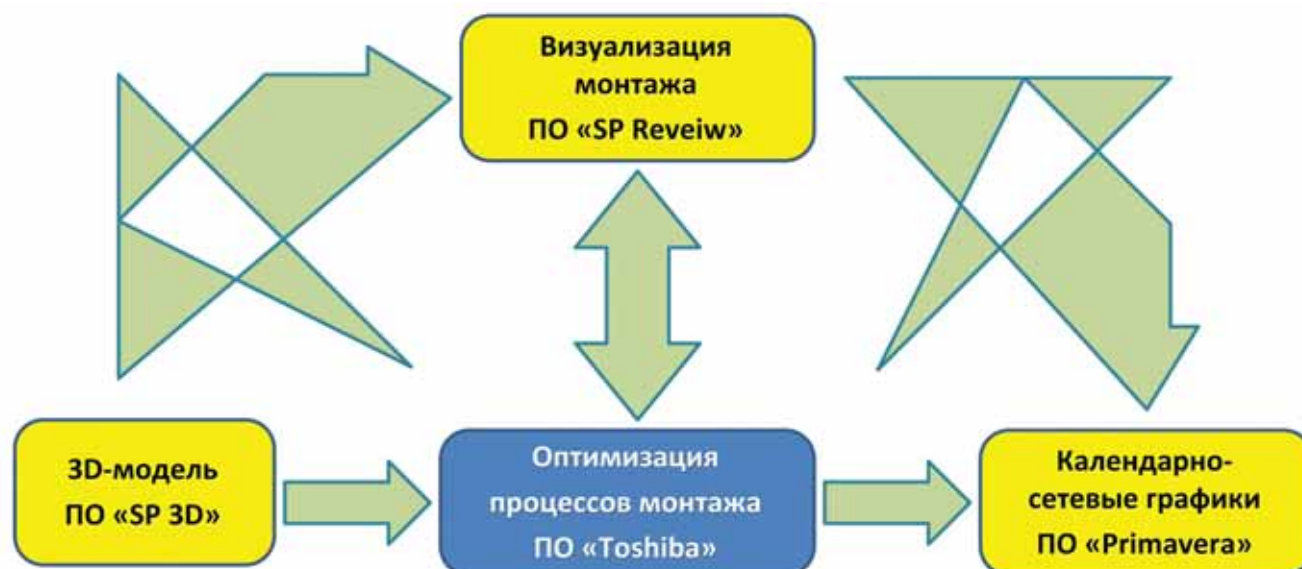 Визуализация
монтажа
ПО «SP Reveiw»
3D-модель
ПО «SP 3D»
Оптимизация
процессов монтажа
ПО «Toshiba»
Календарно-
сетевые графики
ПО «Primavera»